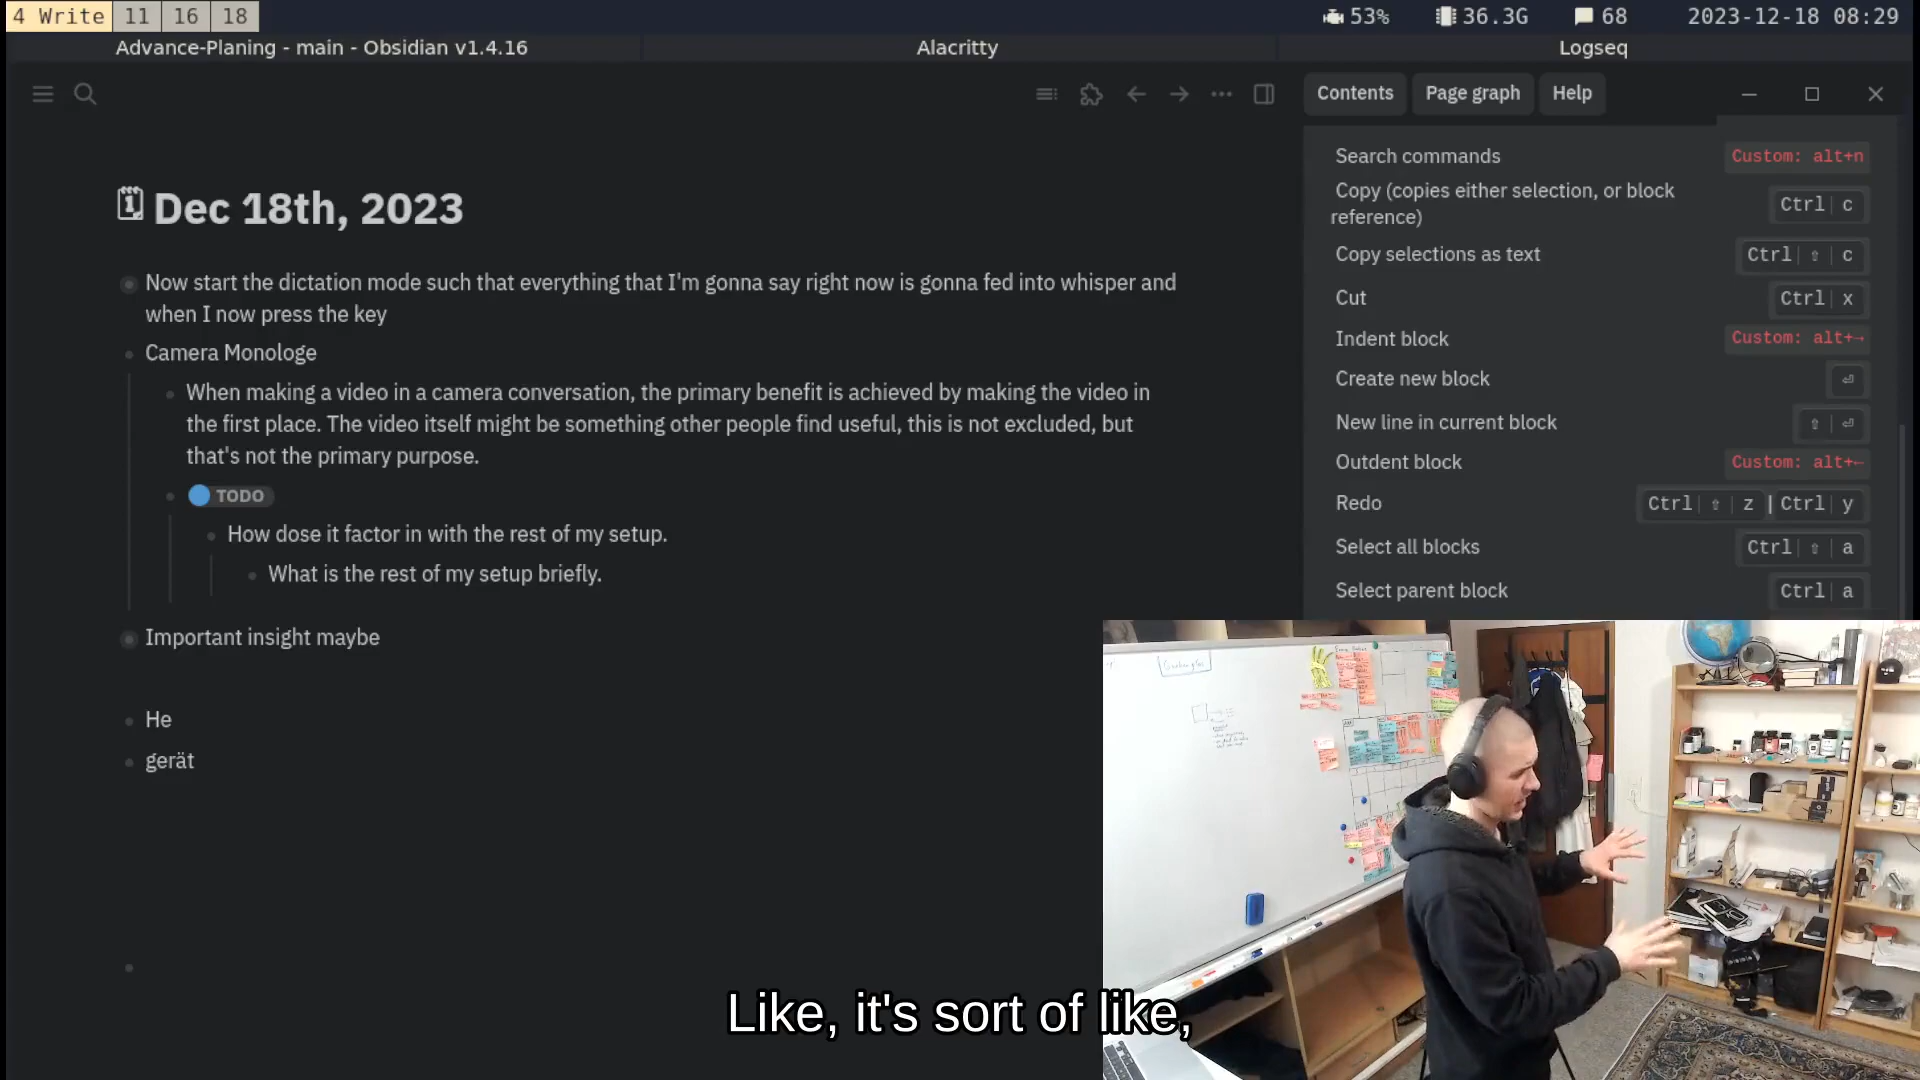 4 Write 11 16 18 53% 36.3G 68 2023-12-18 08:29
Advance-Planing - main - Obsidian v1.4.16 Alacritty Logseq
Contents Page graph Help
Dec 18th, 2023
Now start the dictation mode such that everything that I'm gonna say right now is gonna fed into whisper and
when I now press the key
Camera Monologe
When making a video in a camera conversation, the primary benefit is achieved by making the video in
the first place. The video itself might be something other people find useful, this is not excluded, but
that's not the primary purpose.
TODO
How dose it factor in with the rest of my setup.
What is the rest of my setup briefly.
Important insight maybe
He
gerät
Search commands Custom: alt+n
Copy (copies either selection, or block
reference) Ctrl c
Copy selections as text Ctrl ⇧ c
Cut Ctrl x
Indent block Custom: alt+→
Create new block ⏎
New line in current block ⇧ ⏎
Outdent block Custom: alt+←
Redo Ctrl ⇧ z | Ctrl y
Select all blocks Ctrl ⇧ a
Select parent block Ctrl a
Like, it's sort of like,